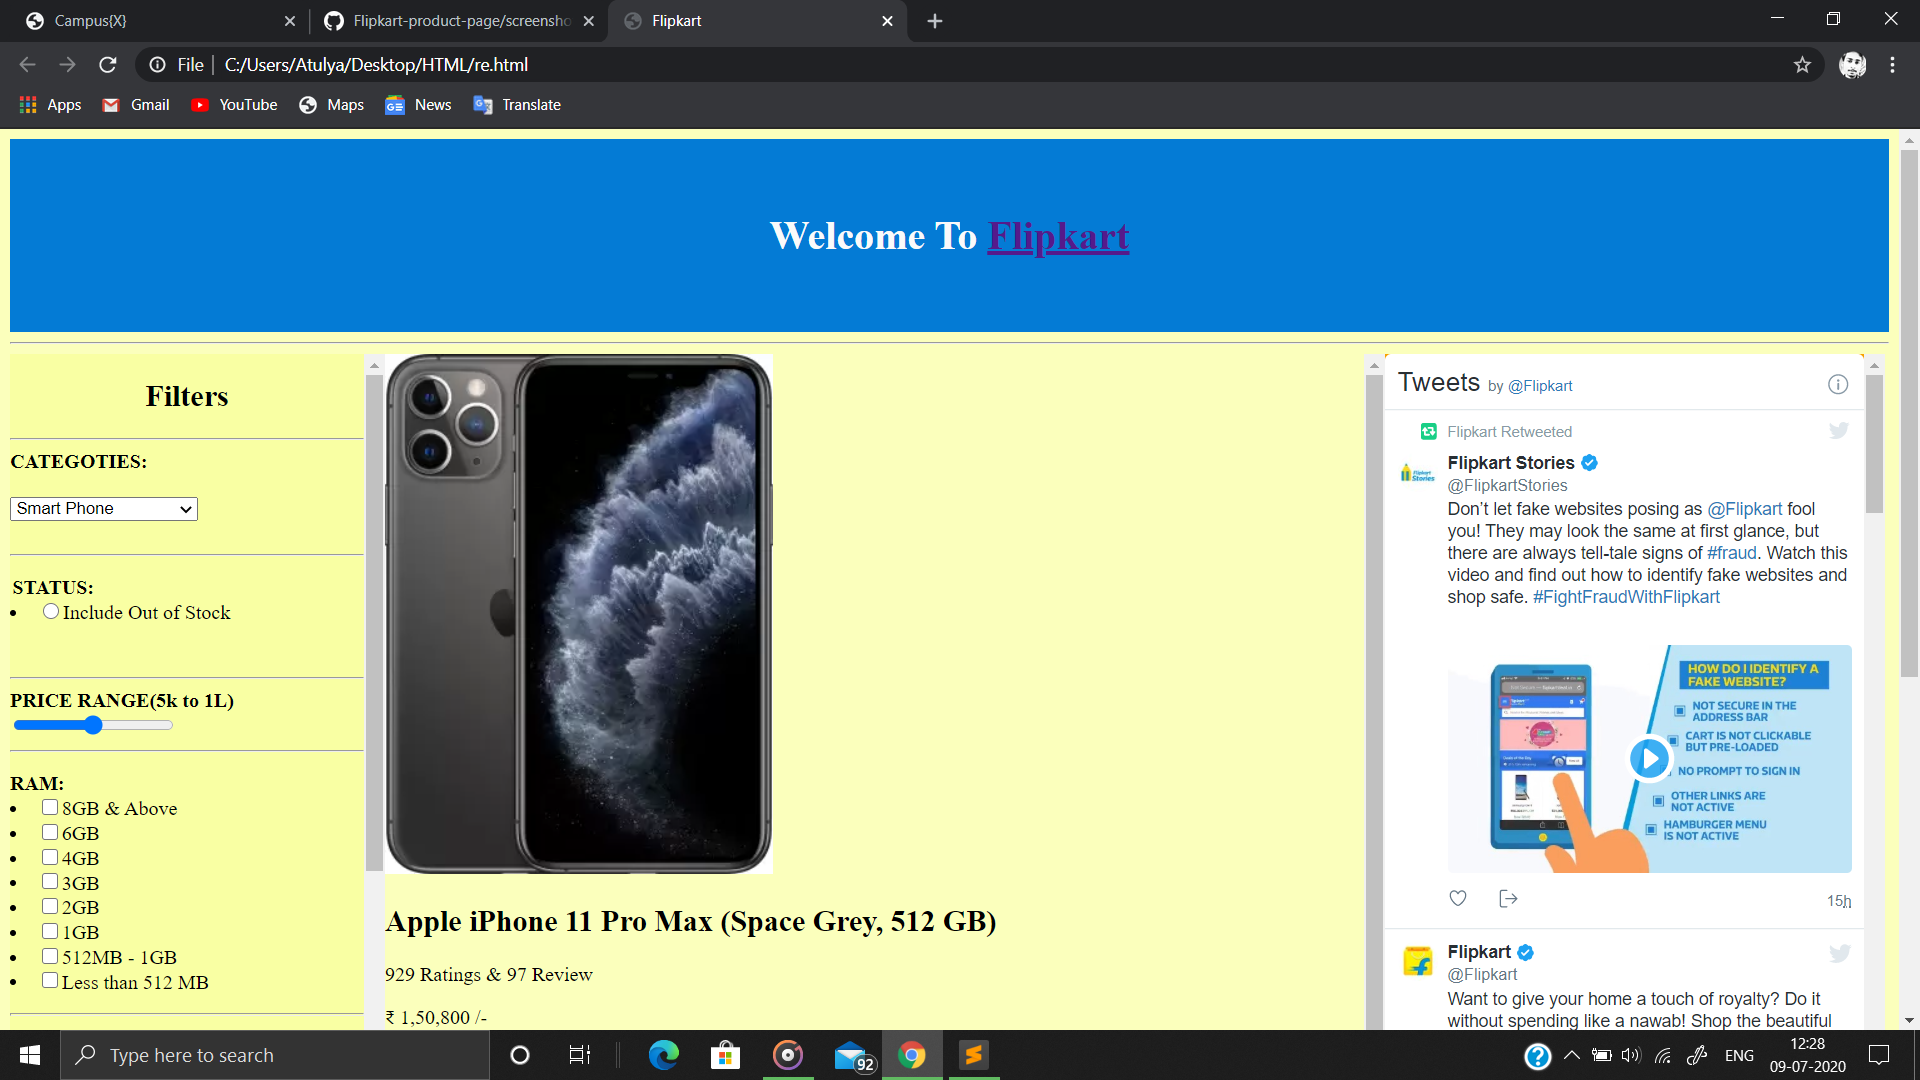 Campus{X}
Flipkart-product-page/screensho
Flipkart
File
C:/Users/Atulya/Desktop/HTML/re.html
Apps
Gmail
YouTube
Maps
News
Translate
Welcome To Flipkart
Filters
CATEGOTIES:
Smart Phone
STATUS:
Include Out of Stock
PRICE RANGE(5k to 1L)
RAM:
8GB & Above
6GB
4GB
3GB
2GB
1GB
512MB - 1GB
Less than 512 MB
Apple iPhone 11 Pro Max (Space Grey, 512 GB)
929 Ratings & 97 Review
₹ 1,50,800 /-
Tweets by @Flipkart
Flipkart Retweeted
Flipkart Stories
@FlipkartStories
Don’t let fake websites posing as @Flipkart fool
you! They may look the same at first glance, but
there are always tell-tale signs of #fraud. Watch this
video and find out how to identify fake websites and
shop safe. #FightFraudWithFlipkart
HOW DO I IDENTIFY A
FAKE WEBSITE?
NOT SECURE IN THE
ADDRESS BAR
CART IS NOT CLICKABLE
BUT PRE-LOADED
NO PROMPT TO SIGN IN
OTHER LINKS ARE
NOT ACTIVE
HAMBURGER MENU
IS NOT ACTIVE
15h
Flipkart
@Flipkart
Want to give your home a touch of royalty? Do it
without spending like a nawab! Shop the beautiful
Type here to search
92
ENG
12:28
09-07-2020